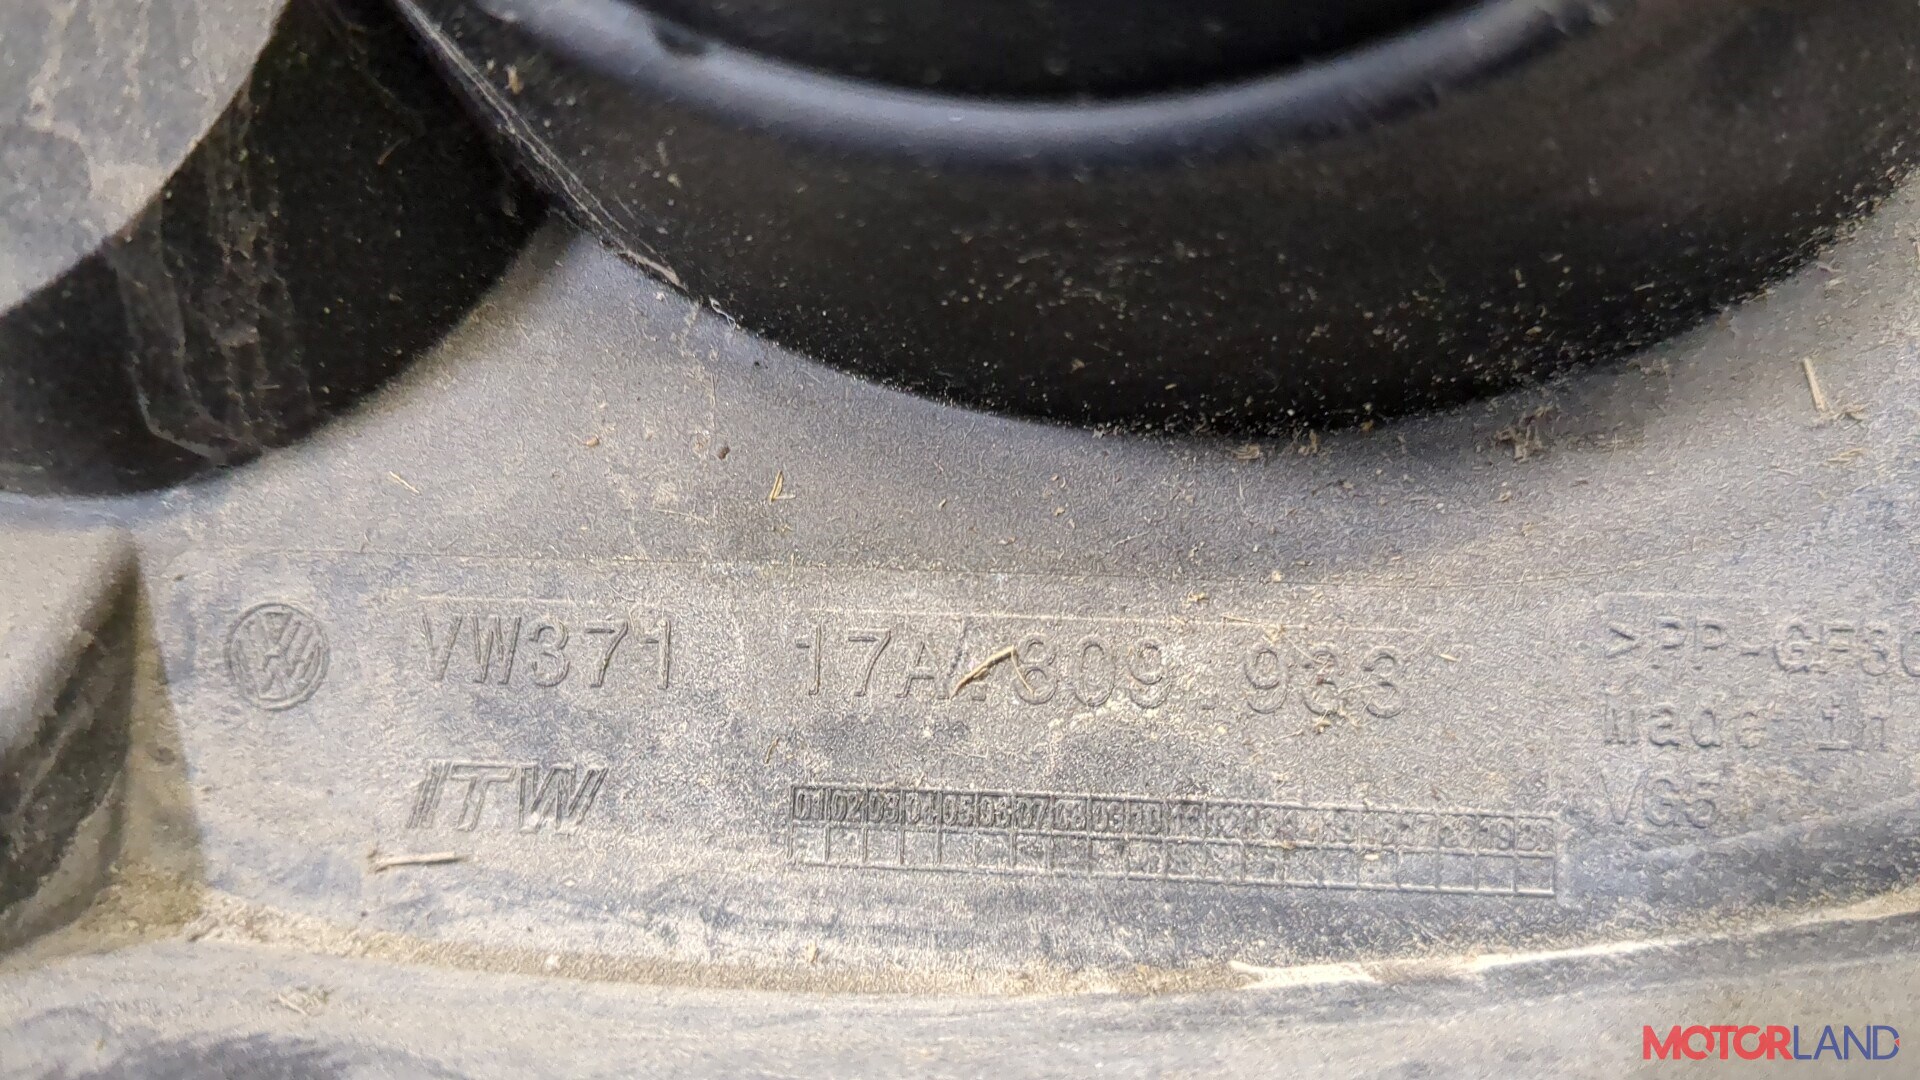 VW371 17A.809.933 >PP-GF30
Made in
ITW VG5
01 02 03 04 05 06 07 08 09 10 11 12 13 14 15 16 17 18 19 20
MOTORLAND